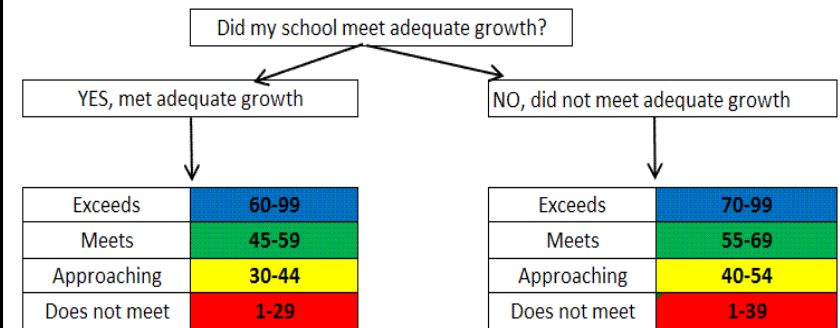 Did my school meet adequate growth?
YES, met adequate growth
NO, did not meet adequate growth
Exceeds 60-99
Meets 45-59
Approaching 30-44
Does not meet 1-29
Exceeds 70-99
Meets 55-69
Approaching 40-54
Does not meet 1-39